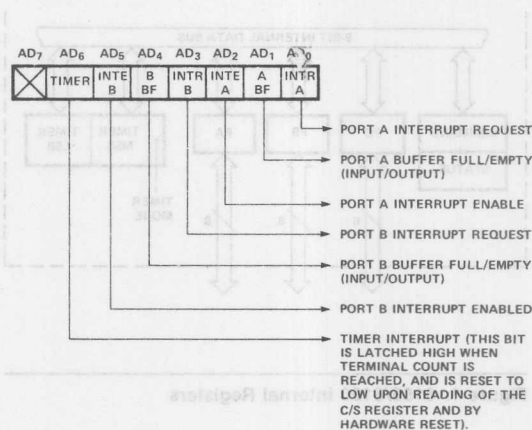 AD7 AD6 AD5 AD4 AD3 AD2 AD1 AD0
TIMER INTE B B BF INTR B INTE A A BF INTR A
PORT A INTERRUPT REQUEST
PORT A BUFFER FULL/EMPTY
(INPUT/OUTPUT)
PORT A INTERRUPT ENABLE
PORT B INTERRUPT REQUEST
PORT B BUFFER FULL/EMPTY
(INPUT/OUTPUT)
PORT B INTERRUPT ENABLED
TIMER INTERRUPT (THIS BIT
IS LATCHED HIGH WHEN
TERMINAL COUNT IS
REACHED, AND IS RESET TO
LOW UPON READING OF THE
C/S REGISTER AND BY
HARDWARE RESET).